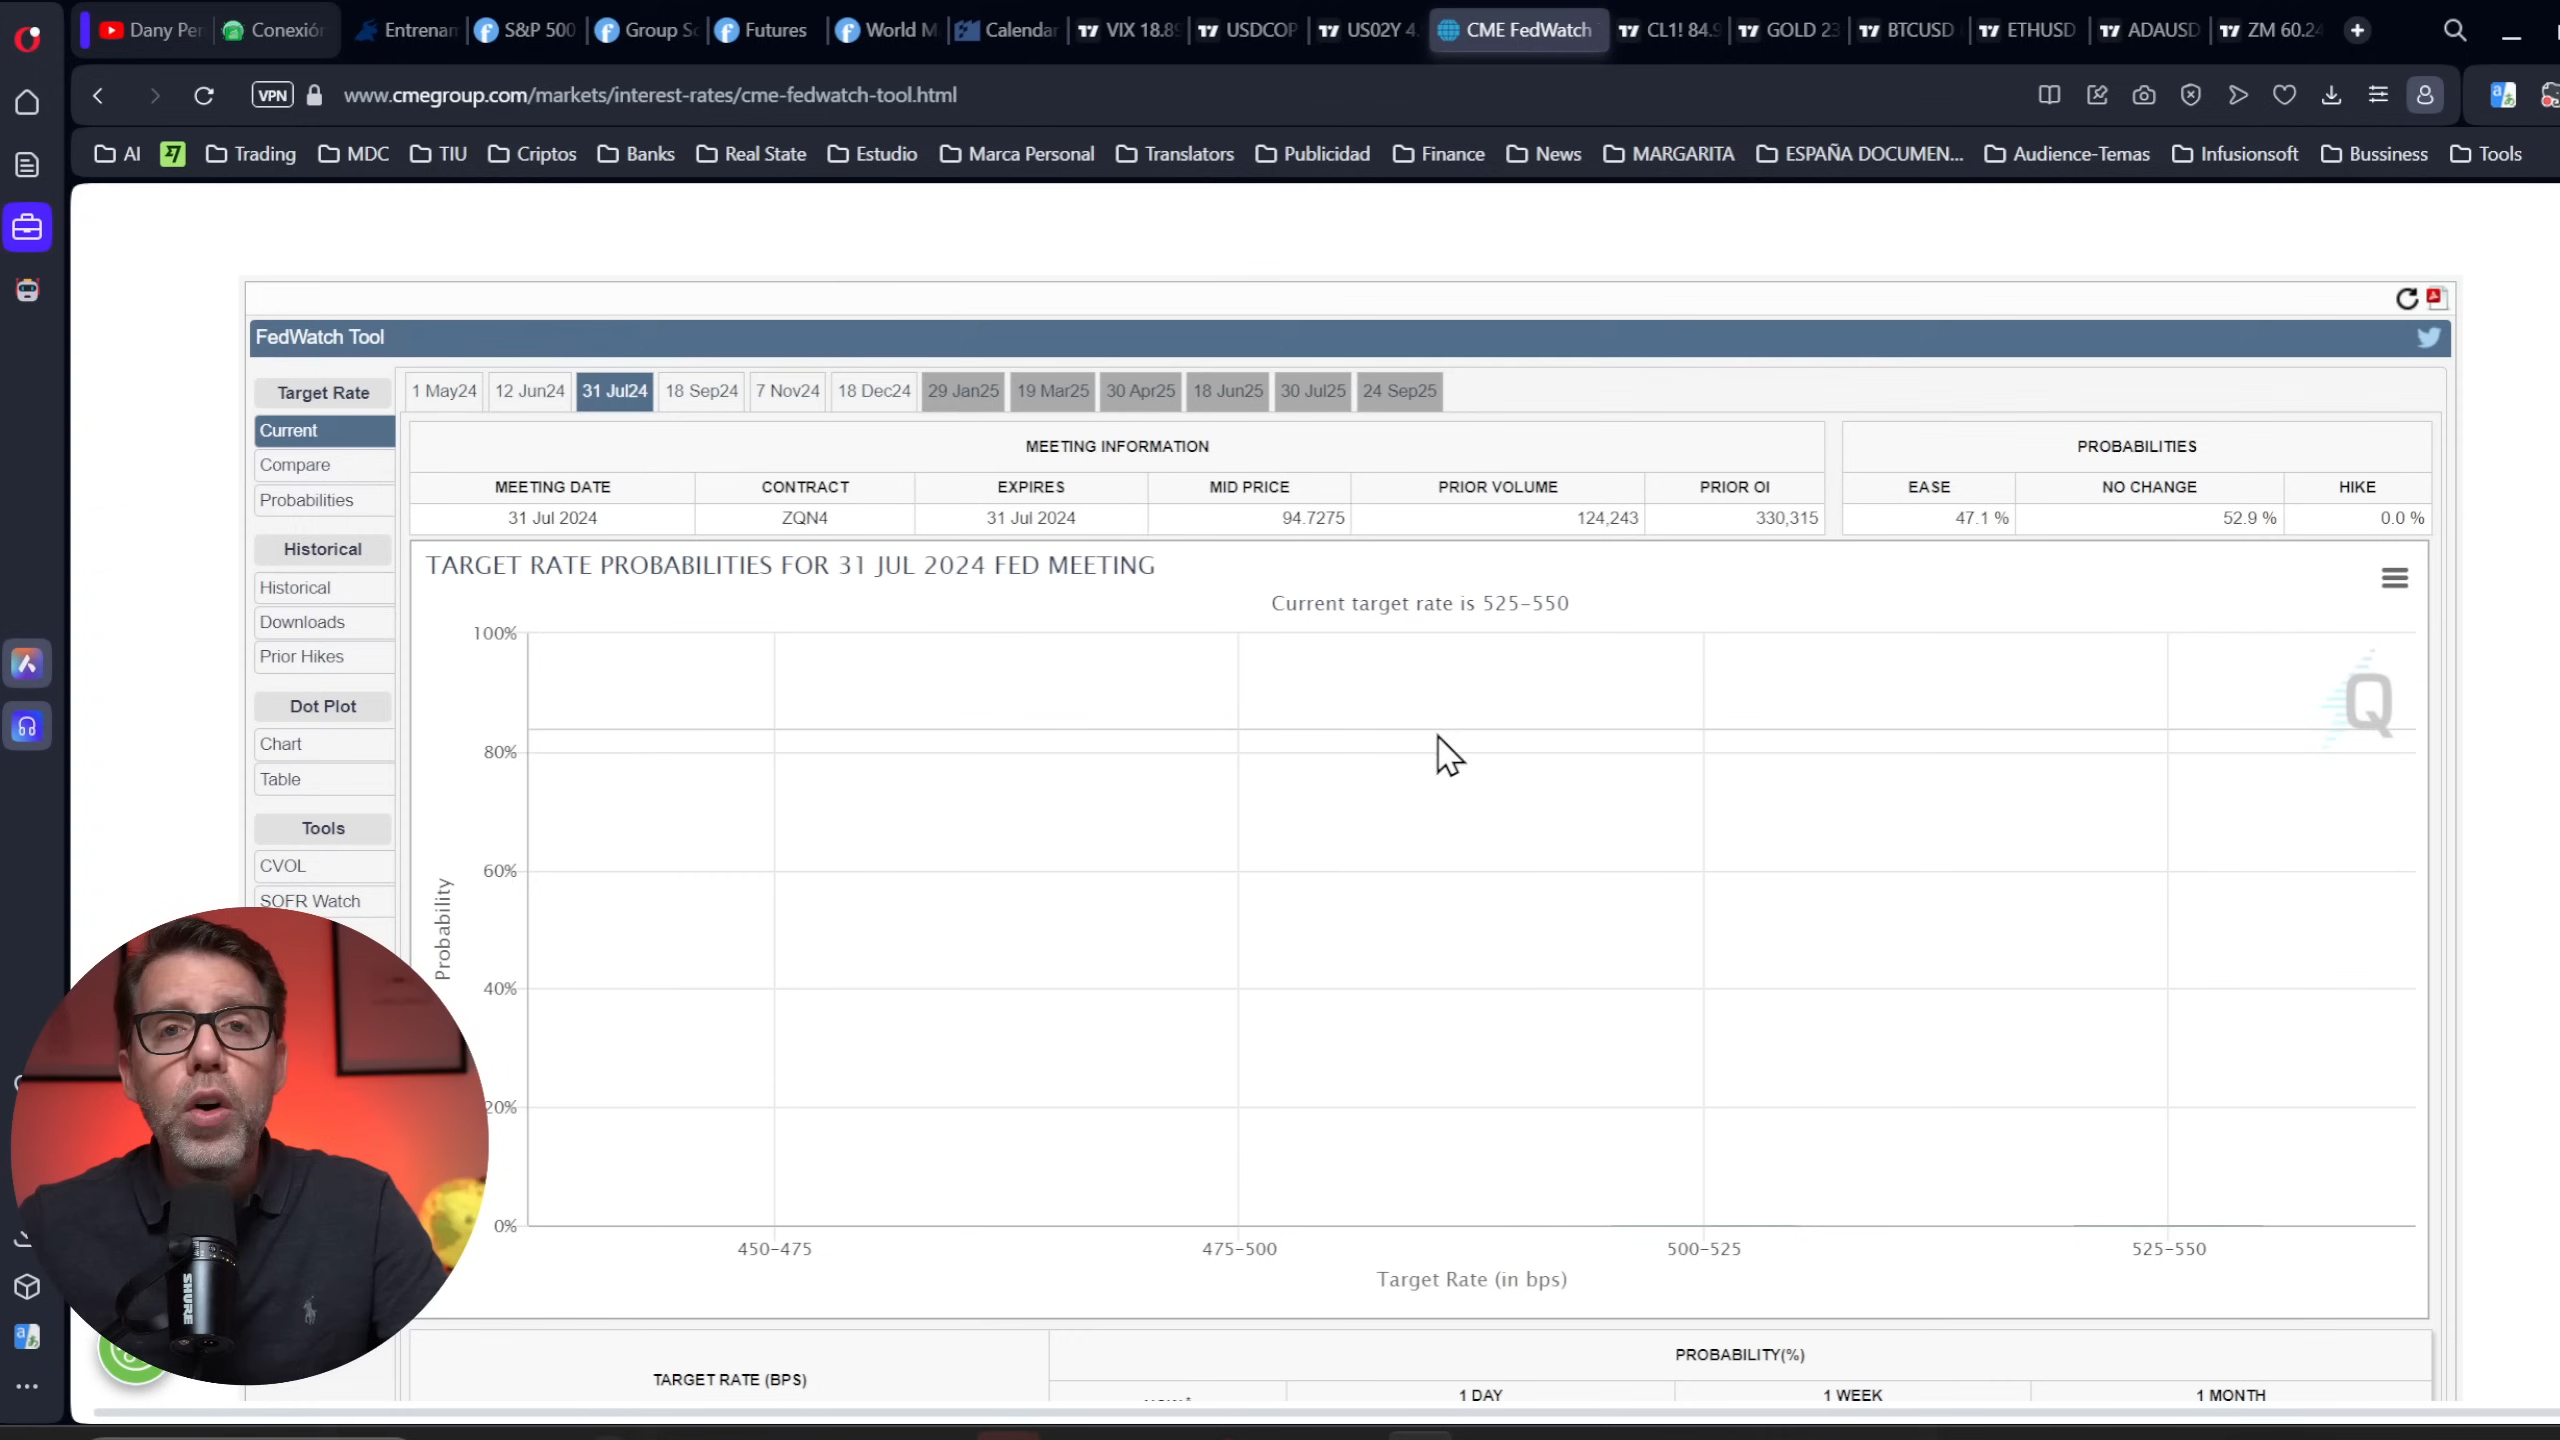 Dany Per
Conexión
Entrenam
S&P 500
Group Sc
Futures
World M
Calendar
VIX 18.89
USDCOP
US02Y 4.
CME FedWatch
CL1! 84.9
GOLD 23
BTCUSD
ETHUSD
ADAUSD
ZM 60.24
VPN
www.cmegroup.com/markets/interest-rates/cme-fedwatch-tool.html
AI
Trading
MDC
TIU
Criptos
Banks
Real State
Estudio
Marca Personal
Translators
Publicidad
Finance
News
MARGARITA
ESPAÑA DOCUMEN...
Audience-Temas
Infusionsoft
Bussiness
Tools
FedWatch Tool
Target Rate
Current
Compare
Probabilities
Historical
Historical
Downloads
Prior Hikes
Dot Plot
Chart
Table
Tools
CVOL
SOFR Watch
1 May24 12 Jun24 31 Jul24 18 Sep24 7 Nov24 18 Dec24 29 Jan25 19 Mar25 30 Apr25 18 Jun25 30 Jul25 24 Sep25
MEETING INFORMATION
MEETING DATE CONTRACT EXPIRES MID PRICE PRIOR VOLUME PRIOR OI
31 Jul 2024 ZQN4 31 Jul 2024 94.7275 124,243 330,315
PROBABILITIES
EASE NO CHANGE HIKE
47.1 % 52.9 % 0.0 %
TARGET RATE PROBABILITIES FOR 31 JUL 2024 FED MEETING
Current target rate is 525-550
Q
100%
80%
60%
40%
20%
0%
Probability
450-475 475-500 500-525 525-550
Target Rate (in bps)
TARGET RATE (BPS)
PROBABILITY(%)
1 DAY 1 WEEK 1 MONTH
SHURE